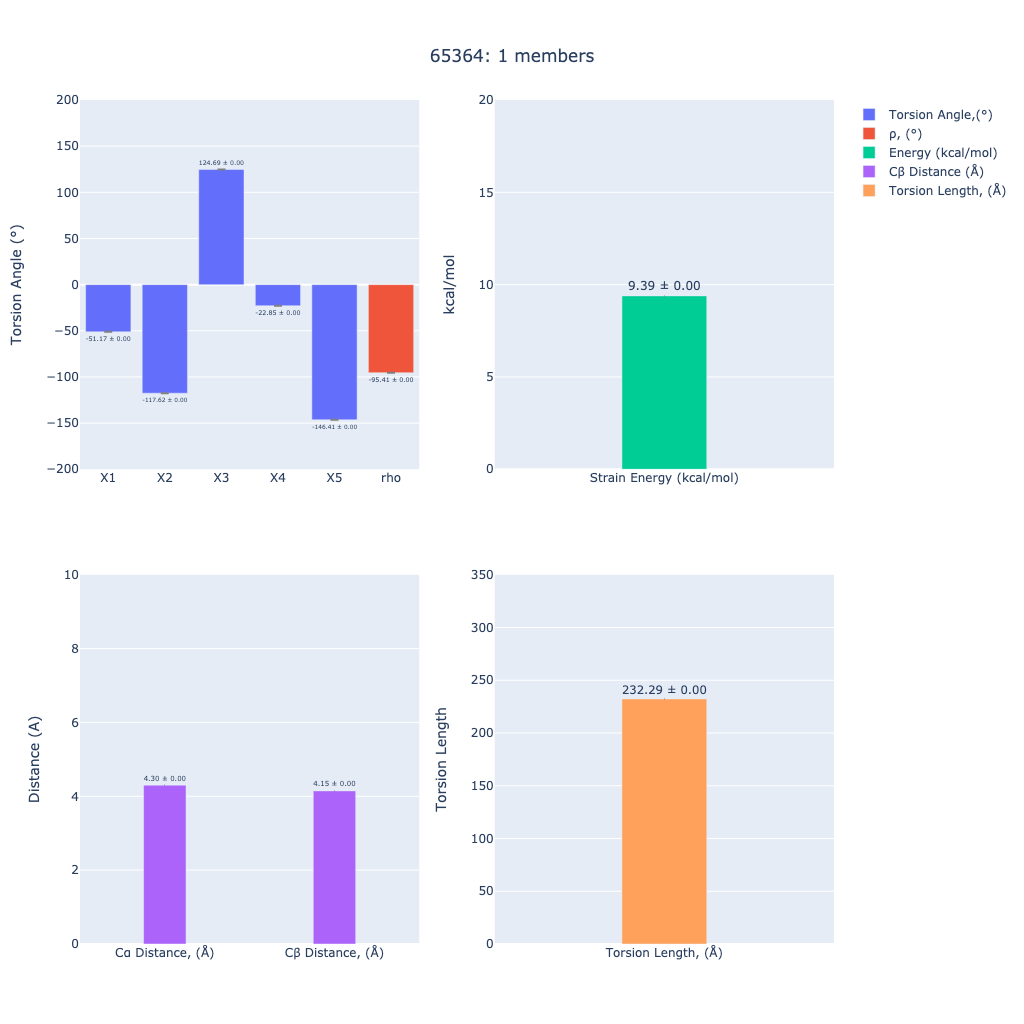 65364: 1 members
Torsion Angle (°)
200
150
100
50
0
−50
−100
−150
−200
124.69 ± 0.00
-51.17 ± 0.00
-117.62 ± 0.00
-22.85 ± 0.00
-146.41 ± 0.00
-95.41 ± 0.00
X1 X2 X3 X4 X5 rho
kcal/mol
20
15
10
5
0
9.39 ± 0.00
Strain Energy (kcal/mol)
Torsion Angle,(°)
ρ, (°)
Energy (kcal/mol)
Cβ Distance (Å)
Torsion Length, (Å)
Distance (A)
10
8
6
4
2
0
4.30 ± 0.00
4.15 ± 0.00
Cα Distance, (Å) Cβ Distance, (Å)
Torsion Length
350
300
250
200
150
100
50
0
232.29 ± 0.00
Torsion Length, (Å)